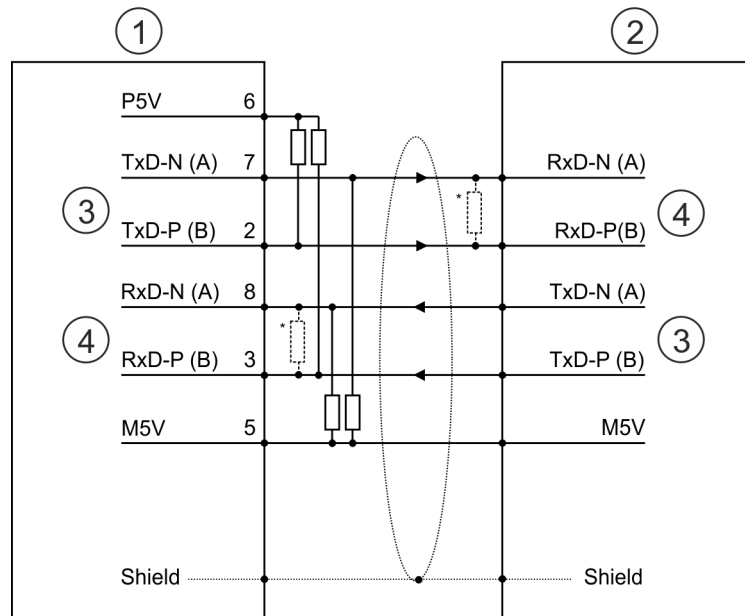 1 2
P5V 6
TxD-N (A) 7 RxD-N (A)
3 * 4
TxD-P (B) 2 RxD-P(B)
RxD-N (A) 8 TxD-N (A)
4 * 3
RxD-P (B) 3 TxD-P (B)
M5V 5 M5V
Shield Shield